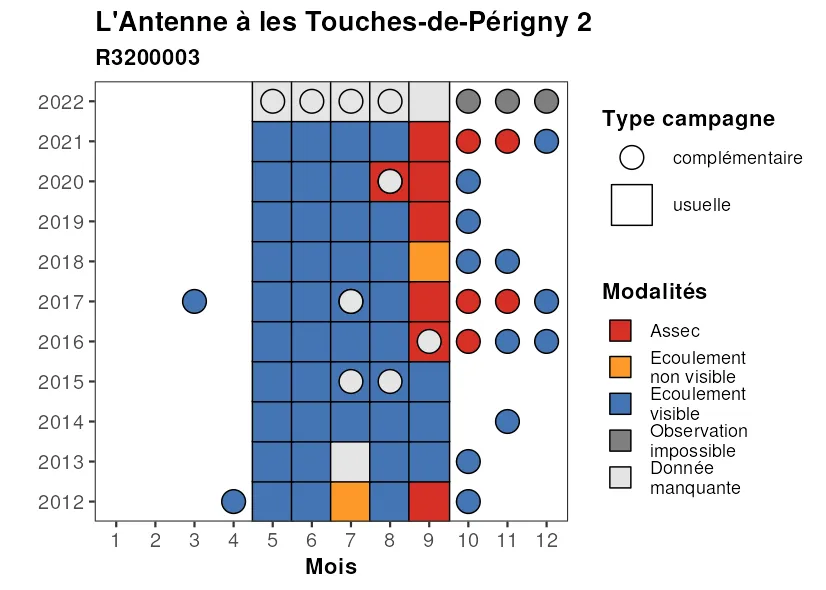 L'Antenne à les Touches-de-Périgny 2
R3200003
2022
2021
2020
2019
2018
2017
2016
2015
2014
2013
2012
1 2 3 4 5 6 7 8 9 10 11 12
Mois
Type campagne
complémentaire
usuelle
Modalités
Assec
Ecoulement
non visible
Ecoulement
visible
Observation
impossible
Donnée
manquante